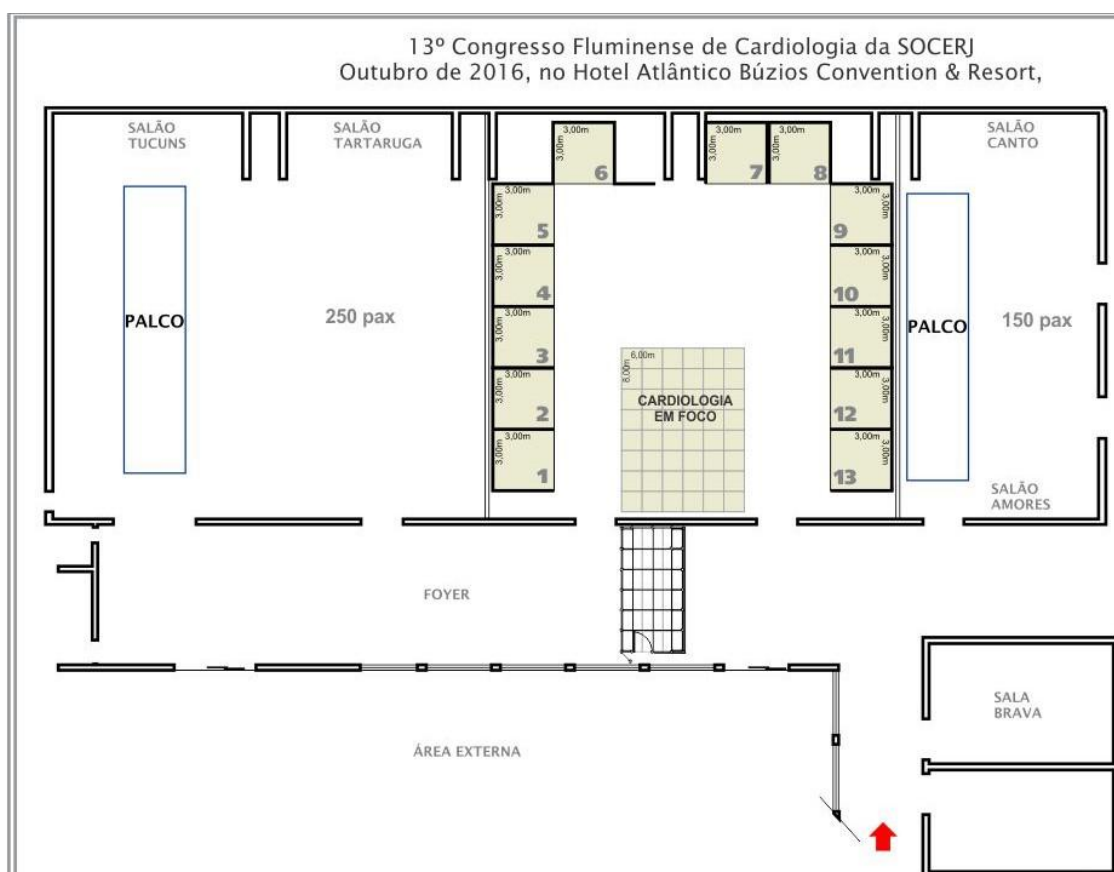 13º Congresso Fluminense de Cardiologia da SOCERJ
Outubro de 2016, no Hotel Atlântico Búzios Convention & Resort,
SALÃO
TUCUNS
SALÃO
TARTARUGA
3,00m
3,00m
6
3,00m
3,00m
7
3,00m
3,00m
8
SALÃO
CANTO
3,00m
3,00m
5
3,00m
3,00m
9
3,00m
3,00m
4
3,00m
3,00m
10
PALCO
250 pax
3,00m
3,00m
3
3,00m
3,00m
11
PALCO
150 pax
6,00m
8,00m
CARDIOLOGIA
EM FOCO
3,00m
3,00m
2
3,00m
3,00m
12
3,00m
3,00m
1
3,00m
3,00m
13
SALÃO
AMORES
FOYER
SALA
BRAVA
ÁREA EXTERNA